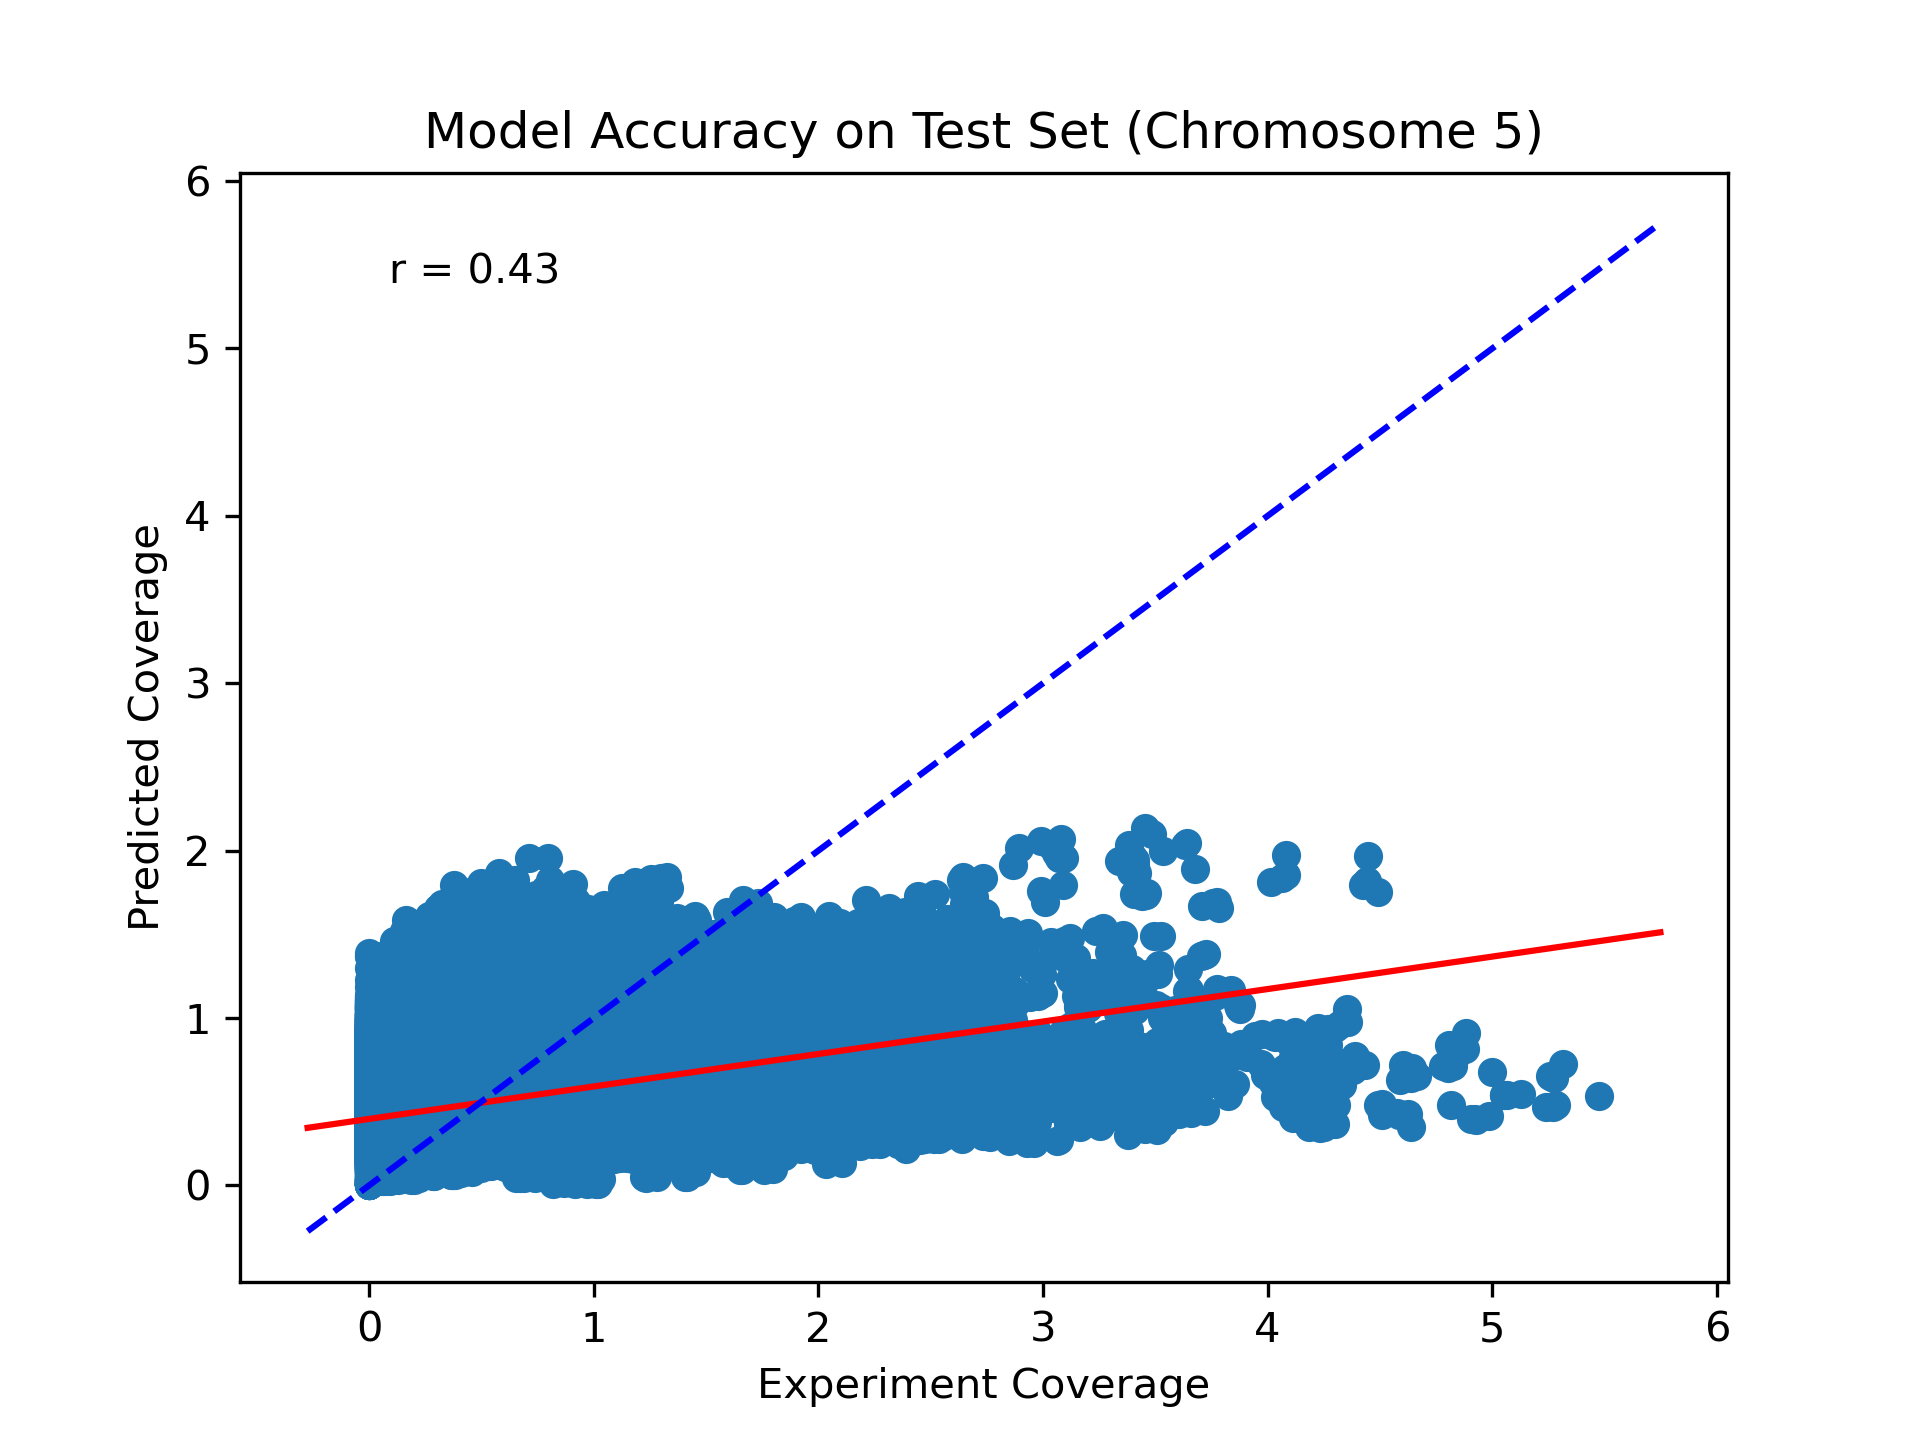 Model Accuracy on Test Set (Chromosome 5)
6
r = 0.43
5
4
3
2
1
0
Predicted Coverage
0 1 2 3 4 5 6
Experiment Coverage